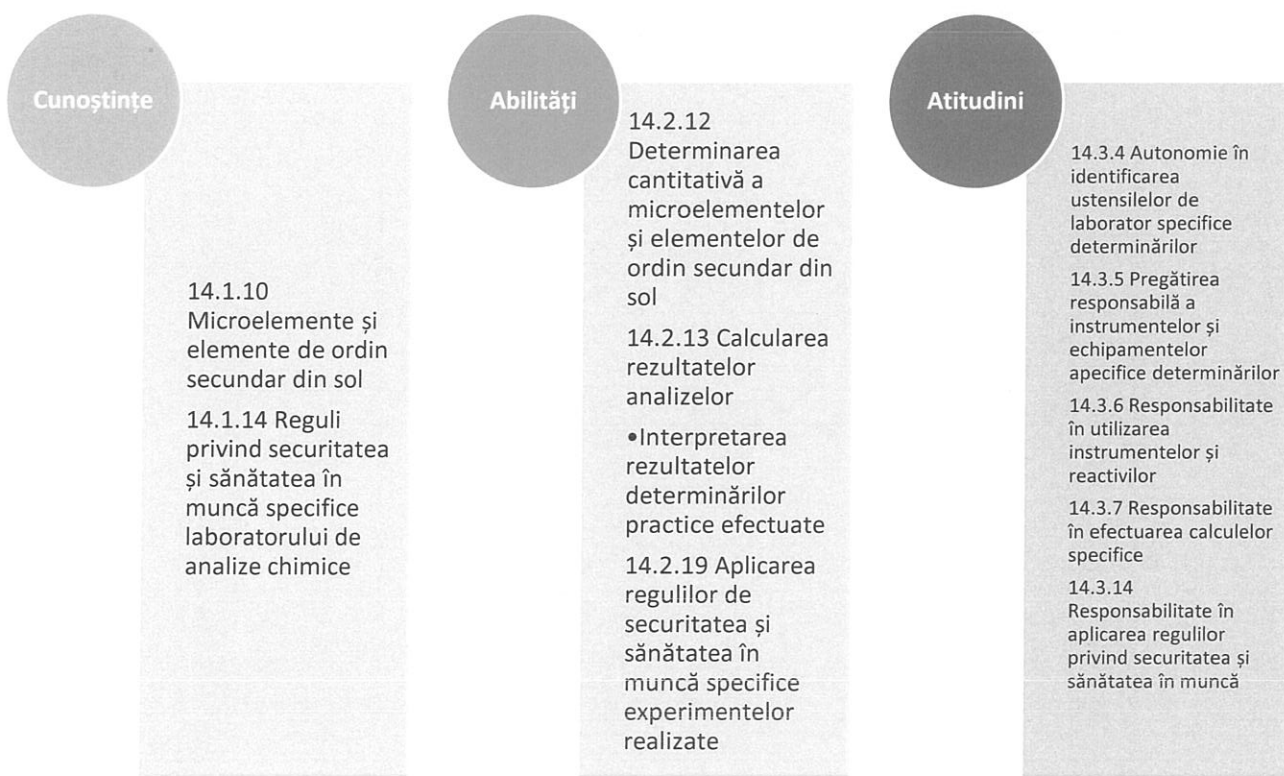 Cunoștințe
14.1.10
Microelemente și
elemente de ordin
secundar din sol
14.1.14 Reguli
privind securitatea
și sănătatea în
muncă specifice
laboratorului de
analize chimice
Abilități
14.2.12
Determinarea
cantitativă a
microelementelor
și elementelor de
ordin secundar din
sol
14.2.13 Calcularea
rezultatelor
analizelor
•Interpretarea
rezultatelor
determinărilor
practice efectuate
14.2.19 Aplicarea
regulilor de
securitatea și
sănătatea în
muncă specifice
experimentelor
realizate
Atitudini
14.3.4 Autonomie în
identificarea
ustensilelor de
laborator specifice
determinărilor
14.3.5 Pregătirea
responsabilă a
instrumentelor și
echipamentelor
apecifice determinărilor
14.3.6 Responsabilitate
în utilizarea
instrumentelor și
reactivilor
14.3.7 Responsabilitate
în efectuarea calculelor
specifice
14.3.14
Responsabilitate în
aplicarea regulilor
privind securitatea și
sănătatea în muncă